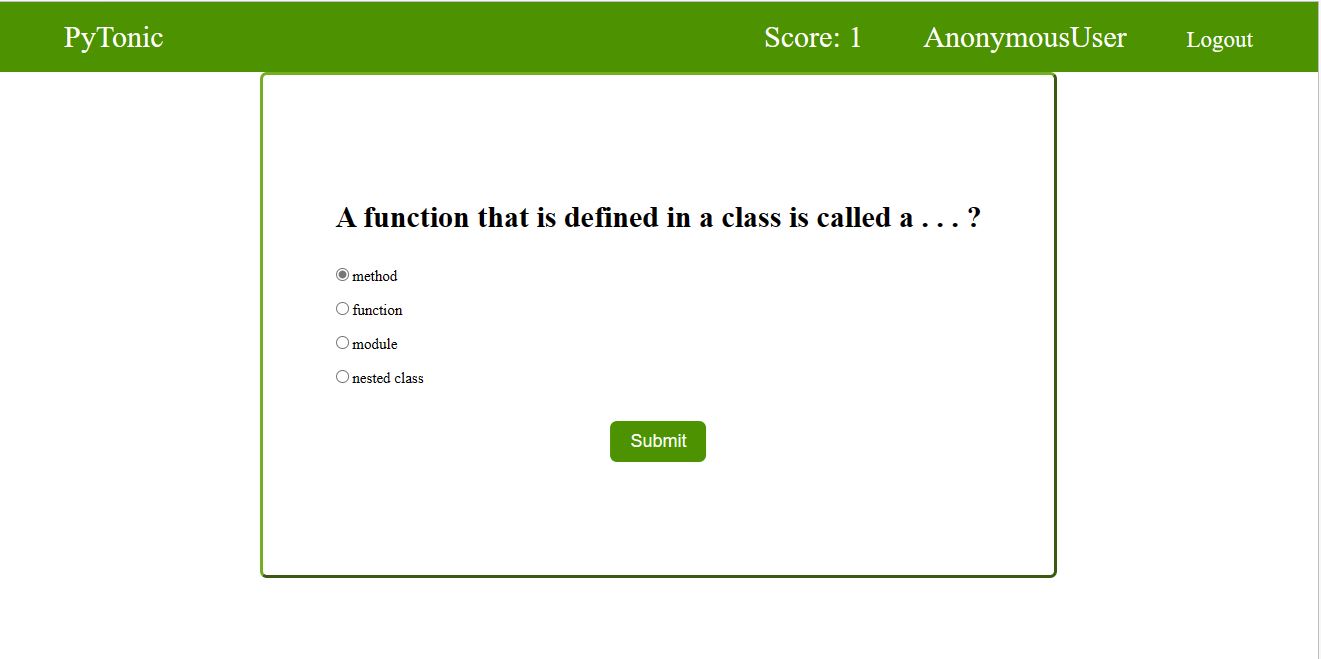 PyTonic Score: 1 AnonymousUser Logout
A function that is defined in a class is called a . . . ?
method
function
module
nested class
Submit